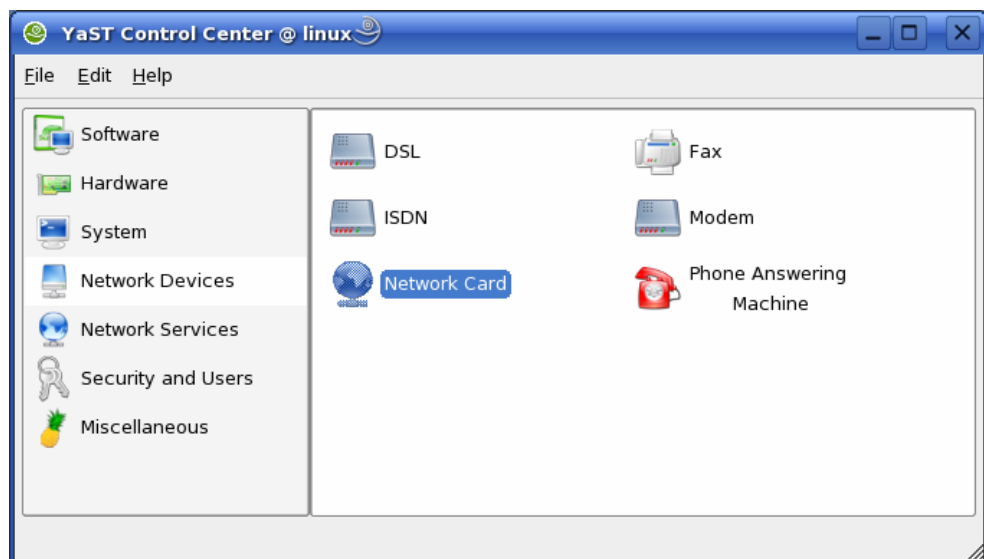 YaST Control Center @ linux
File Edit Help
Software
Hardware
System
Network Devices
Network Services
Security and Users
Miscellaneous
DSL
Fax
ISDN
Modem
Network Card
Phone Answering
Machine